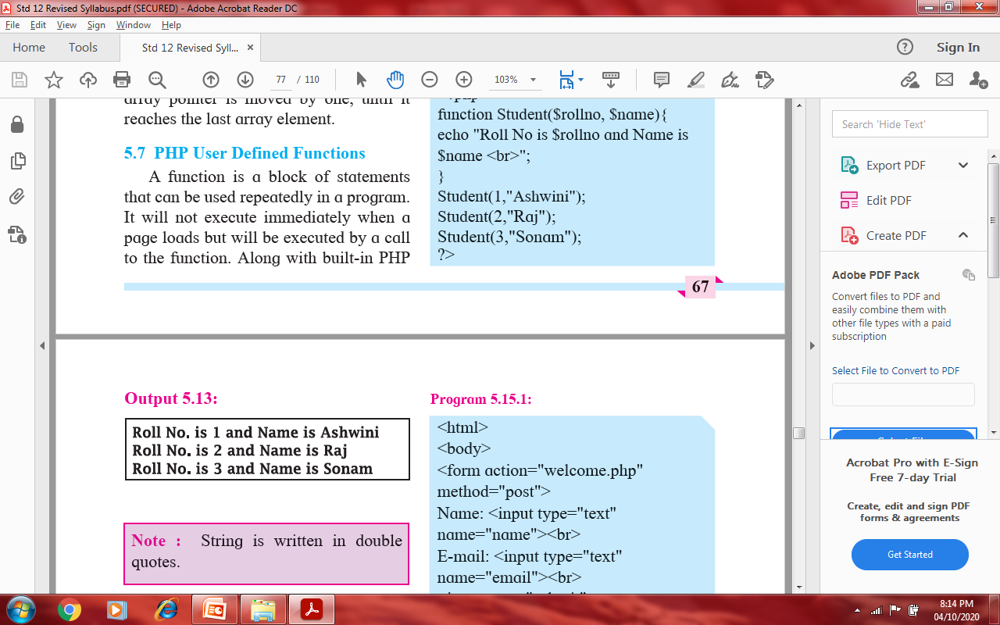 Std 12 Revised Syllabus.pdf (SECURED) - Adobe Acrobat Reader DC
File Edit View Sign Window Help
Home Tools Std 12 Revised Syll... × ? Sign In
77 / 110 103%
array pointer is moved by one, until it
reaches the last array element.
5.7 PHP User Defined Functions
A function is a block of statements
that can be used repeatedly in a program.
It will not execute immediately when a
page loads but will be executed by a call
to the function. Along with built-in PHP
function Student($rollno, $name){
echo "Roll No is $rollno and Name is
$name <br>";
}
Student(1,"Ashwini");
Student(2,"Raj");
Student(3,"Sonam");
?>
67
Output 5.13:
Roll No. is 1 and Name is Ashwini
Roll No. is 2 and Name is Raj
Roll No. is 3 and Name is Sonam
Note : String is written in double
quotes.
Program 5.15.1:
<html>
<body>
<form action="welcome.php"
method="post">
Name: <input type="text"
name="name"><br>
E-mail: <input type="text"
name="email"><br>
Search 'Hide Text'
Export PDF
Edit PDF
Create PDF
Adobe PDF Pack
Convert files to PDF and
easily combine them with
other file types with a paid
subscription
Select File to Convert to PDF
Acrobat Pro with E-Sign
Free 7-day Trial
Create, edit and sign PDF
forms & agreements
Get Started
8:14 PM
04/10/2020